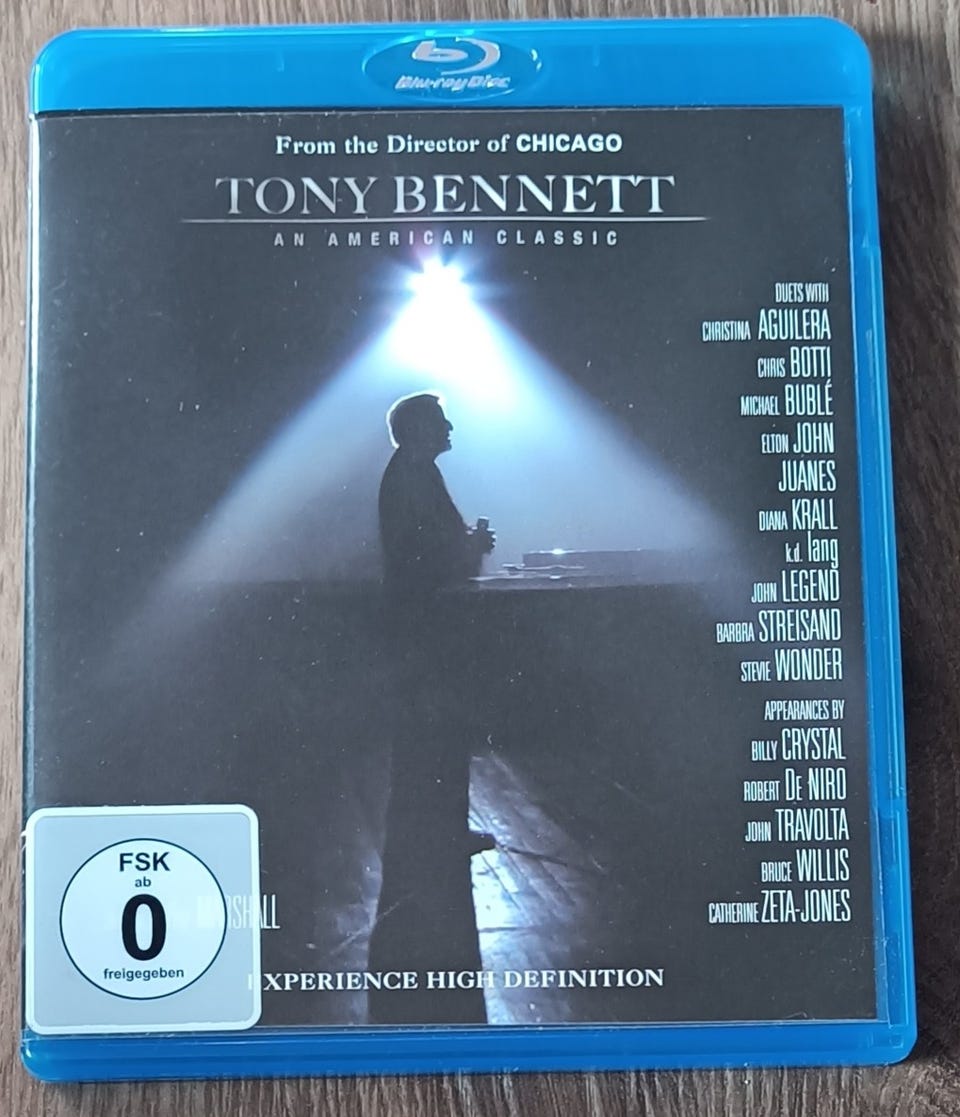 Blu-ray Disc
From the Director of CHICAGO
TONY BENNETT
AN AMERICAN CLASSIC
DUETS WITH
CHRISTINA AGUILERA
CHRIS BOTTI
MICHAEL BUBLÉ
ELTON JOHN
JUANES
DIANA KRALL
k.d. lang
JOHN LEGEND
BARBRA STREISAND
STEVIE WONDER
APPEARANCES BY
BILLY CRYSTAL
ROBERT DE NIRO
JOHN TRAVOLTA
BRUCE WILLIS
CATHERINE ZETA-JONES
FSK
ab
0
freigegeben
EXPERIENCE HIGH DEFINITION